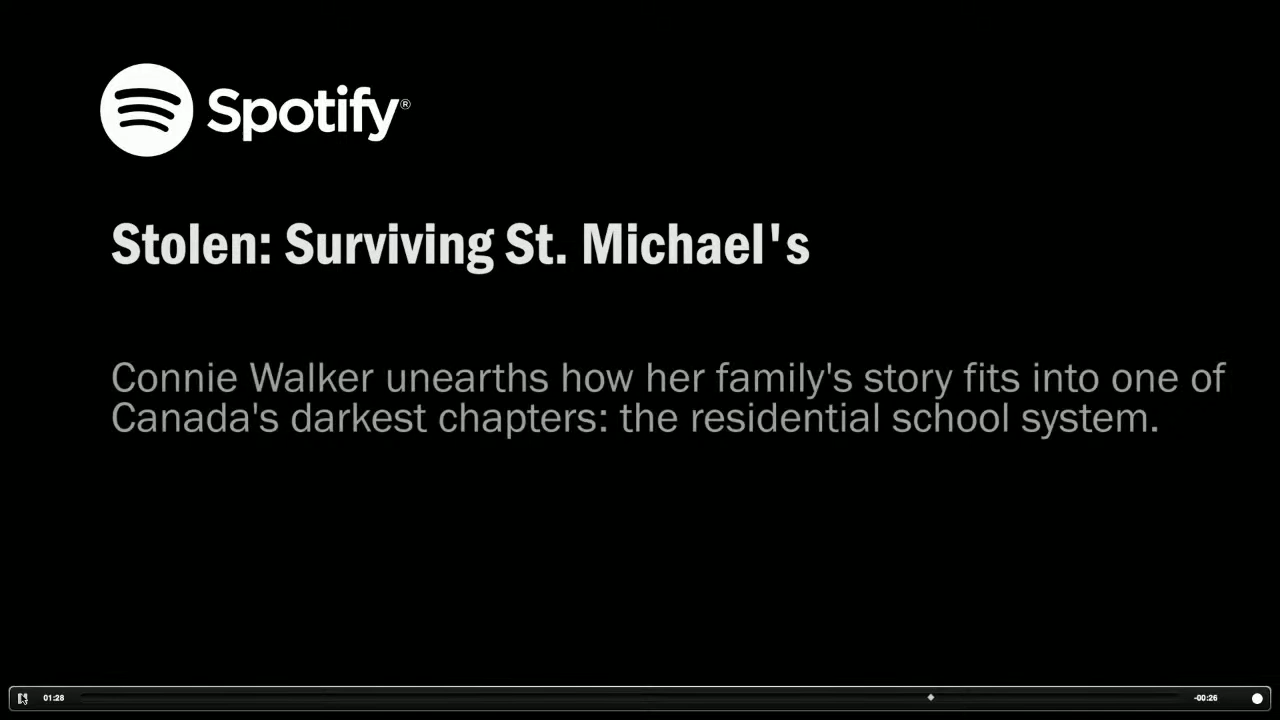 Spotify®
Stolen: Surviving St. Michael's
Connie Walker unearths how her family's story fits into one of
Canada's darkest chapters: the residential school system.
01:28
-00:26